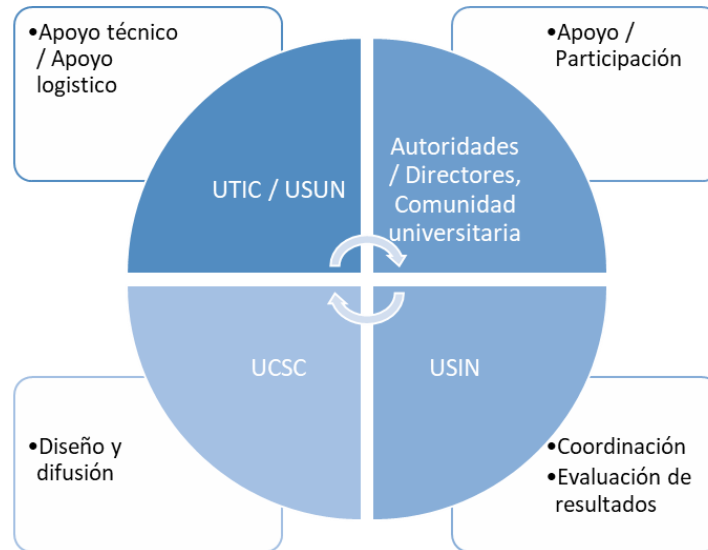 •Apoyo técnico
/ Apoyo
logistico
•Apoyo /
Participación
UTIC / USUN
Autoridades
/ Directores,
Comunidad
universitaria
UCSC
USIN
•Diseño y
difusión
•Coordinación
•Evaluación de
resultados